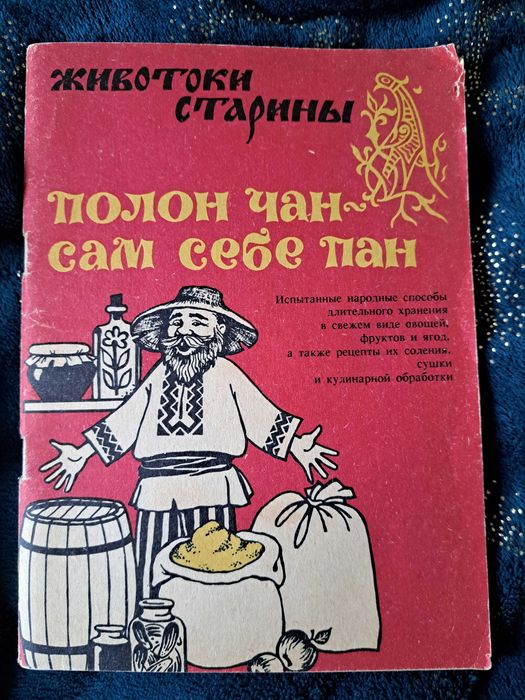 ЖИВОТОКИ
СТАРИНЫ
ПОЛОН ЧАН-
САМ СЕБЕ ПАН
Испытанные народные способы
длительного хранения
в свежем виде овощей,
фруктов и ягод,
а также рецепты их соления,
сушки
и кулинарной обработки